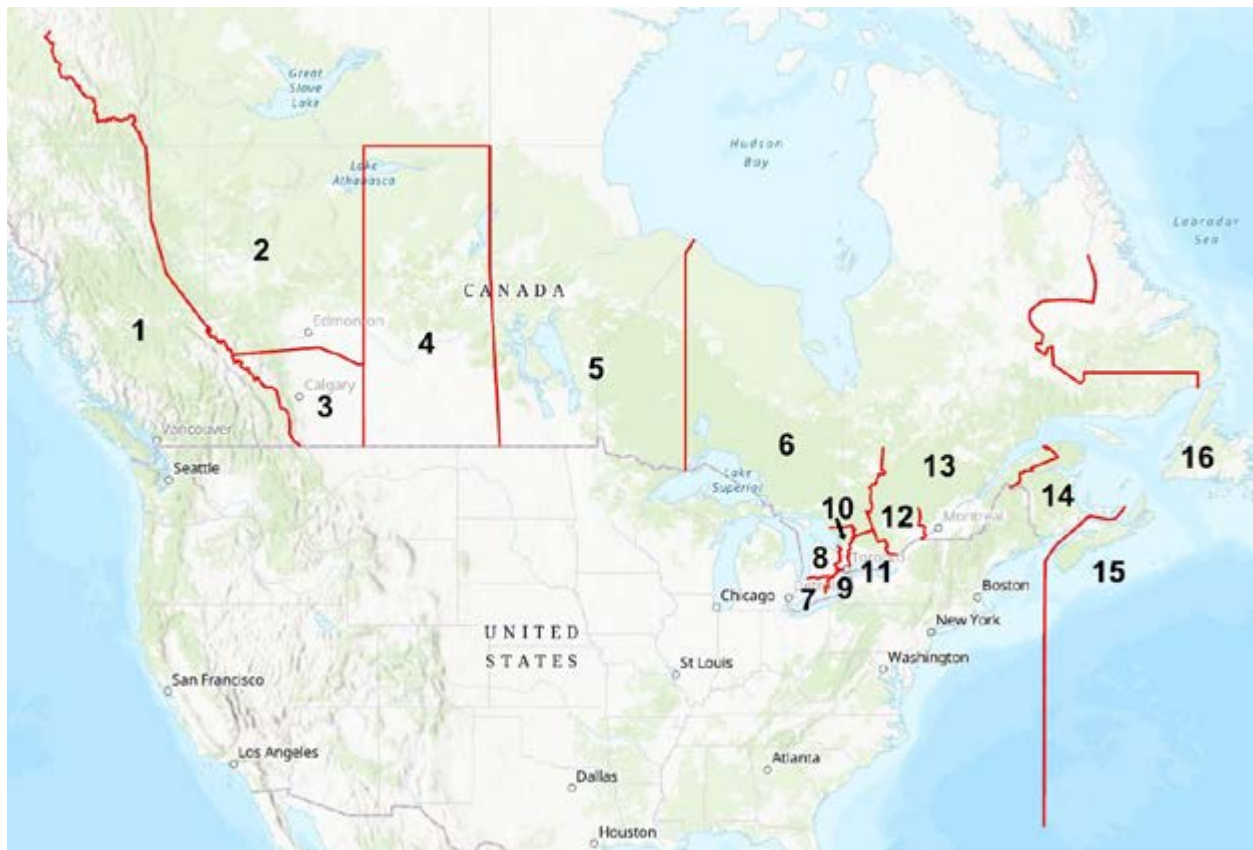 Great
Slave
Lake
Hudson
Bay
Lake
Athabasca
Labrador
Sea
2
CANADA
1
Edmonton
4
5
Calgary
3
Vancouver
Seattle
6
13
16
Lake
Superior
14
10
12
Montreal
8
Toronto
11
15
7
9
Chicago
Boston
New York
UNITED
STATES
St Louis
Washington
San Francisco
Los Angeles
Atlanta
Dallas
Houston